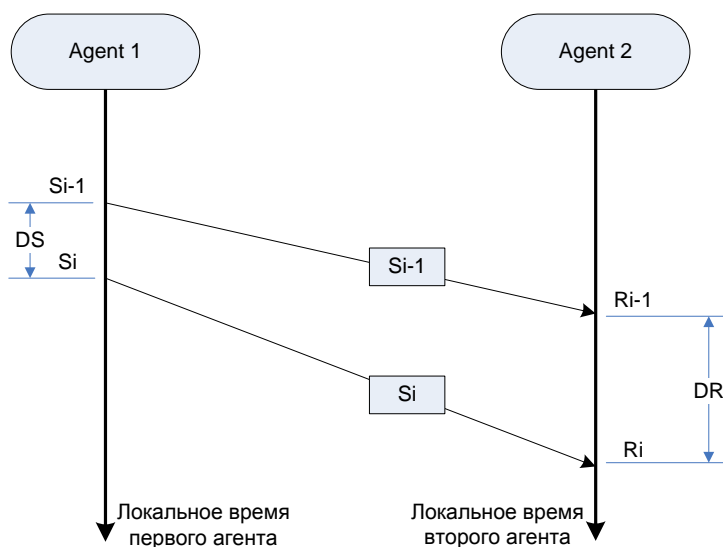 Agent 1
Agent 2
Si-1
DS
Si
Si-1
Ri-1
Si
DR
Ri
Локальное время
первого агента
Локальное время
второго агента